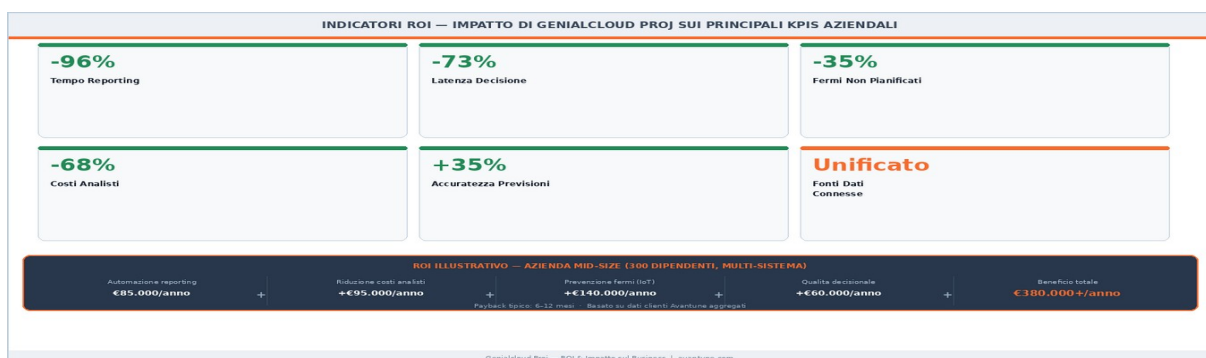 INDICATORI ROI — IMPATTO DI GENIALCLOUD PROJ SUI PRINCIPALI KPIS AZIENDALI
-96%
Tempo Reporting
-73%
Latenza Decisione
-35%
Fermi Non Pianificati
-68%
Costi Analisti
+35%
Accuratezza Previsioni
Unificato
Fonti Dati
Connesse
ROI ILLUSTRATIVO — AZIENDA MID-SIZE (300 DIPENDENTI, MULTI-SISTEMA)
Automazione reporting
€85.000/anno
+
Riduzione costi analisti
+€95.000/anno
+
Prevenzione fermi (IoT)
+€140.000/anno
+
Qualita decisionale
+€60.000/anno
+
Beneficio totale
€380.000+/anno
Payback tipico: 6–12 mesi · Basato su dati clienti Avantune aggregati